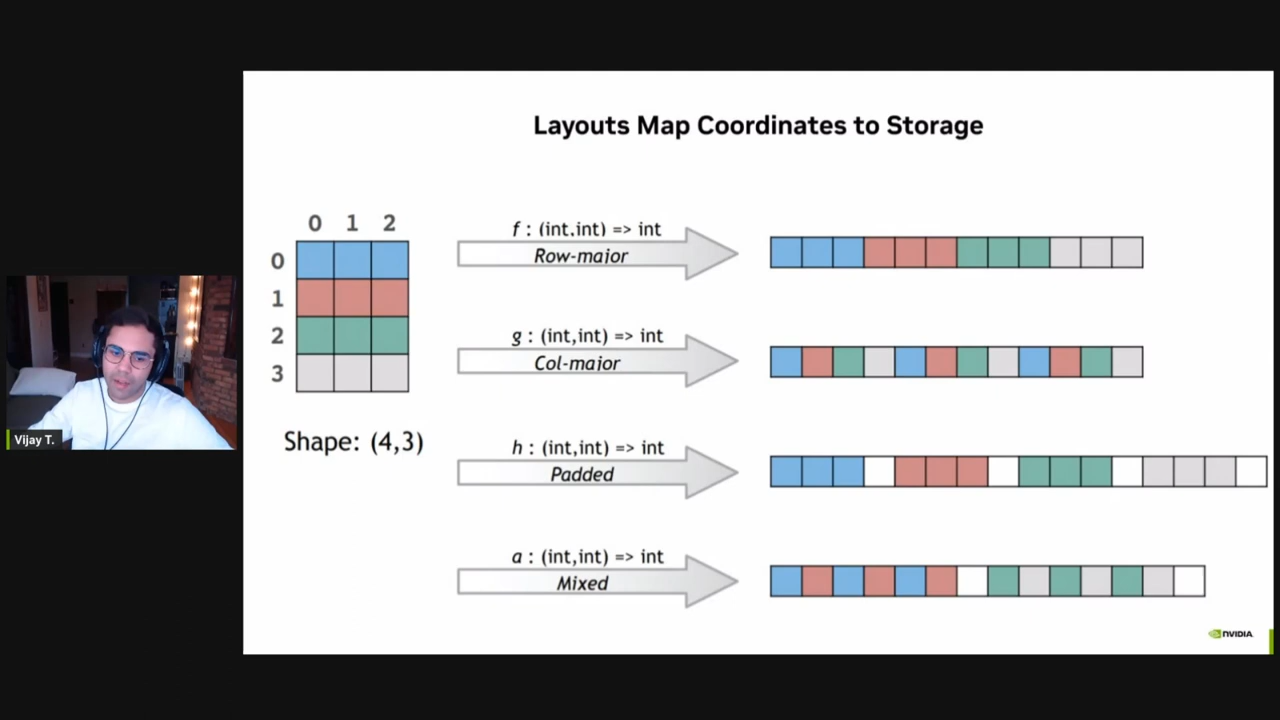 Layouts Map Coordinates to Storage
0 1 2
0
1
2
3
Shape: (4,3)
f : (int,int) => int
Row-major
g : (int,int) => int
Col-major
h : (int,int) => int
Padded
a : (int,int) => int
Mixed
Vijay T.
NVIDIA.